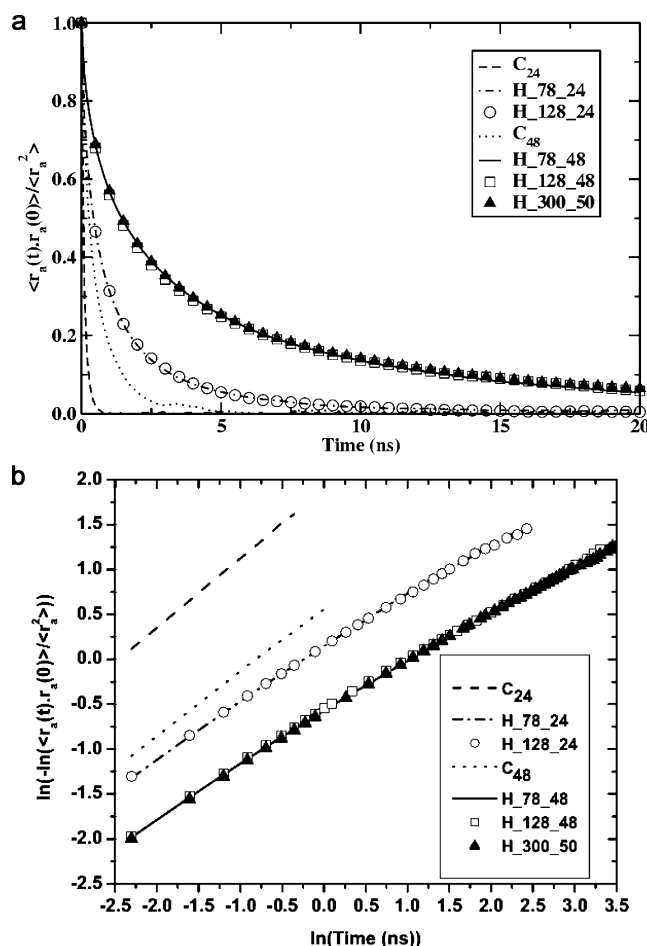 a
<r_a(t).r_a(0)>/<r_a^2>
1.0
0.8
0.6
0.4
0.2
0.0
C_24
H_78_24
H_128_24
C_48
H_78_48
H_128_48
H_300_50
0 5 10 15 20
Time (ns)
b
ln(-ln(<r_a(t).r_a(0)>/<r_a^2>))
2.0
1.5
1.0
0.5
0.0
-0.5
-1.0
-1.5
-2.0
-2.5
C_24
H_78_24
H_128_24
C_48
H_78_48
H_128_48
H_300_50
-2.5 -2.0 -1.5 -1.0 -0.5 0.0 0.5 1.0 1.5 2.0 2.5 3.0 3.5
ln(Time (ns))